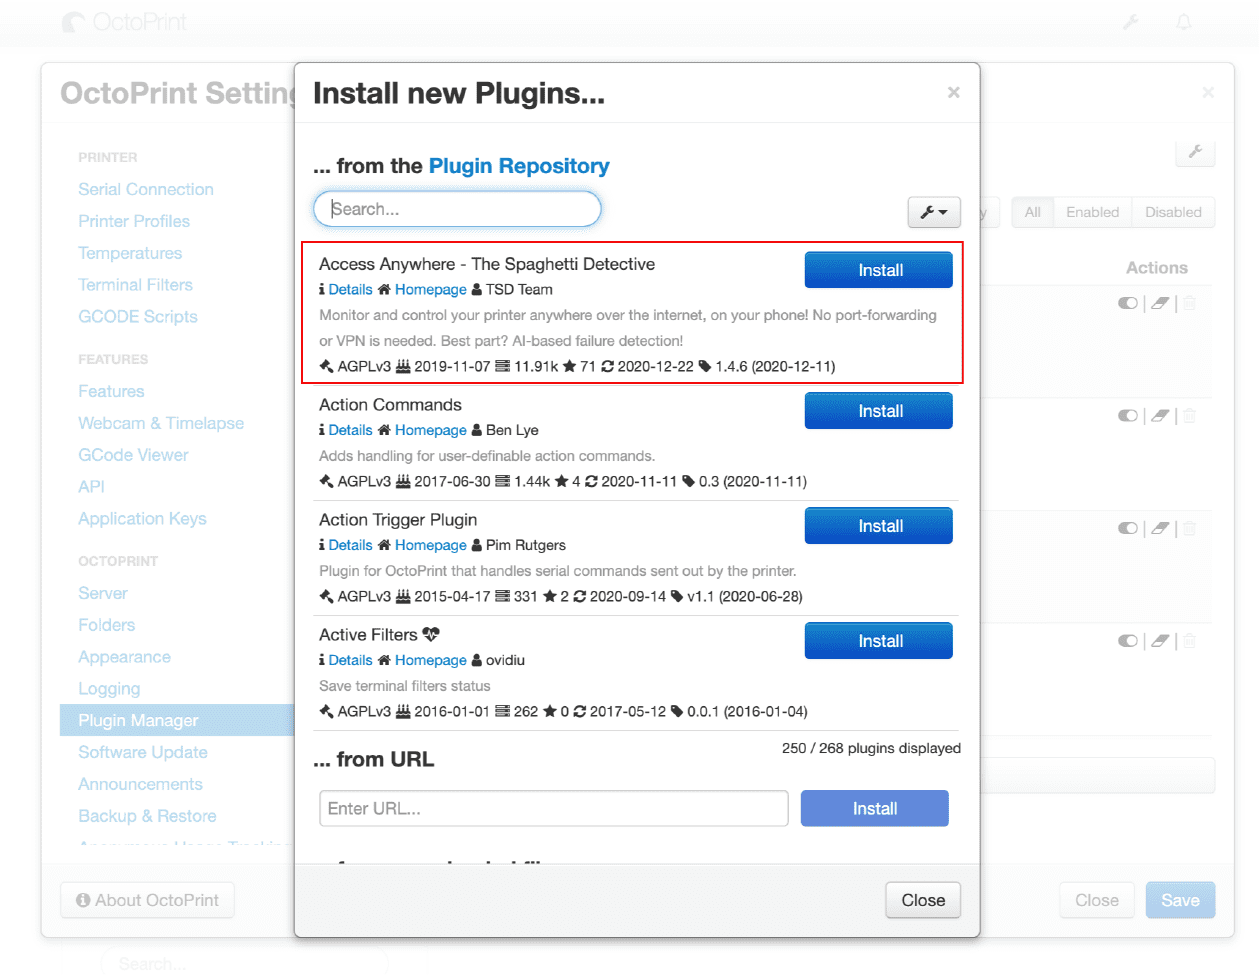 OctoPrint
OctoPrint Setting
PRINTER
Serial Connection
Printer Profiles
Temperatures
Terminal Filters
GCODE Scripts
FEATURES
Features
Webcam & Timelapse
GCode Viewer
API
Application Keys
OCTOPRINT
Server
Folders
Appearance
Logging
Plugin Manager
Software Update
Announcements
Backup & Restore
About OctoPrint
Install new Plugins...
×
... from the Plugin Repository
Search...
Access Anywhere - The Spaghetti Detective
Install
Details Homepage TSD Team
Monitor and control your printer anywhere over the internet, on your phone! No port-forwarding
or VPN is needed. Best part? AI-based failure detection!
AGPLv3 2019-11-07 11.91k 71 2020-12-22 1.4.6 (2020-12-11)
Action Commands
Install
Details Homepage Ben Lye
Adds handling for user-definable action commands.
AGPLv3 2017-06-30 1.44k 4 2020-11-11 0.3 (2020-11-11)
Action Trigger Plugin
Install
Details Homepage Pim Rutgers
Plugin for OctoPrint that handles serial commands sent out by the printer.
AGPLv3 2015-04-17 331 2 2020-09-14 v1.1 (2020-06-28)
Active Filters
Install
Details Homepage ovidiu
Save terminal filters status
AGPLv3 2016-01-01 262 0 2017-05-12 0.0.1 (2016-01-04)
250 / 268 plugins displayed
... from URL
Enter URL...
Install
Close
×
y
All
Enabled
Disabled
Actions
Close
Save
Search...